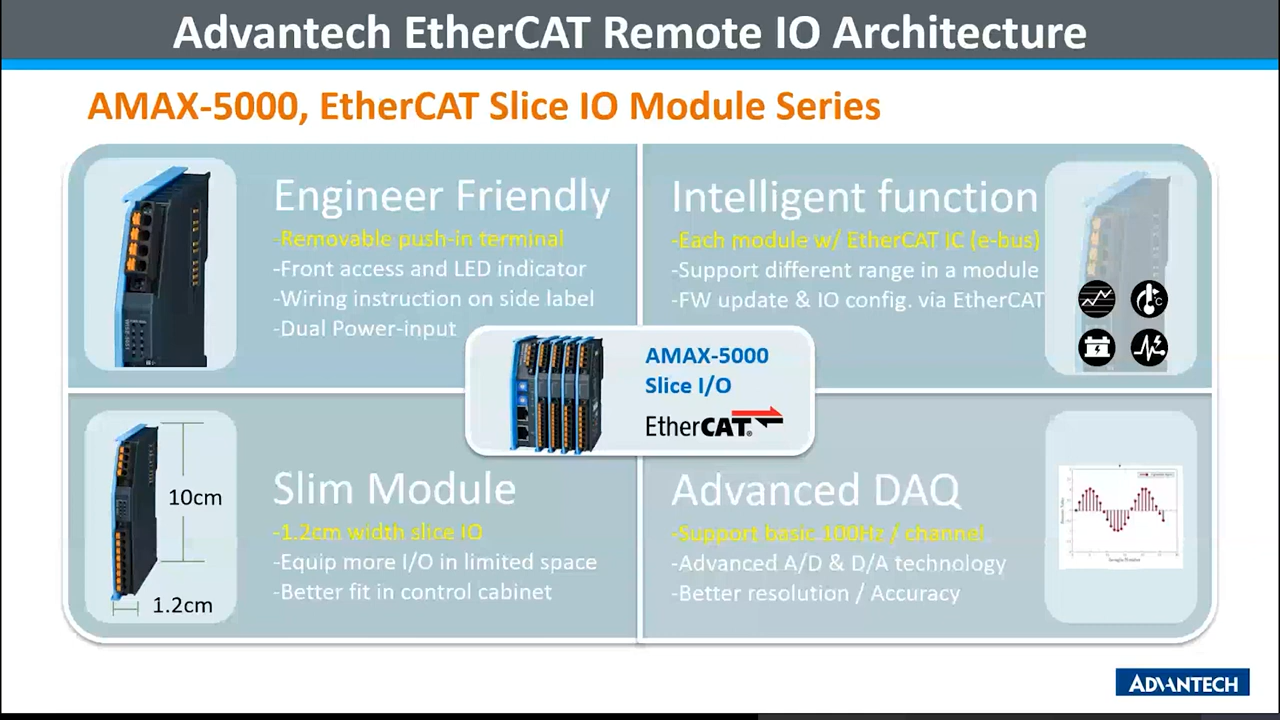 Advantech EtherCAT Remote IO Architecture
AMAX-5000, EtherCAT Slice IO Module Series
Engineer Friendly
-Removable push-in terminal
-Front access and LED indicator
-Wiring instruction on side label
-Dual Power-input
Intelligent function
-Each module w/ EtherCAT IC (e-bus)
-Support different range in a module
-FW update & IO config. via EtherCAT
°C
AMAX-5000
Slice I/O
EtherCAT®
10cm
1.2cm
Slim Module
-1.2cm width slice IO
-Equip more I/O in limited space
-Better fit in control cabinet
Advanced DAQ
-Support basic 100Hz / channel
-Advanced A/D & D/A technology
-Better resolution / Accuracy
ADVANTECH